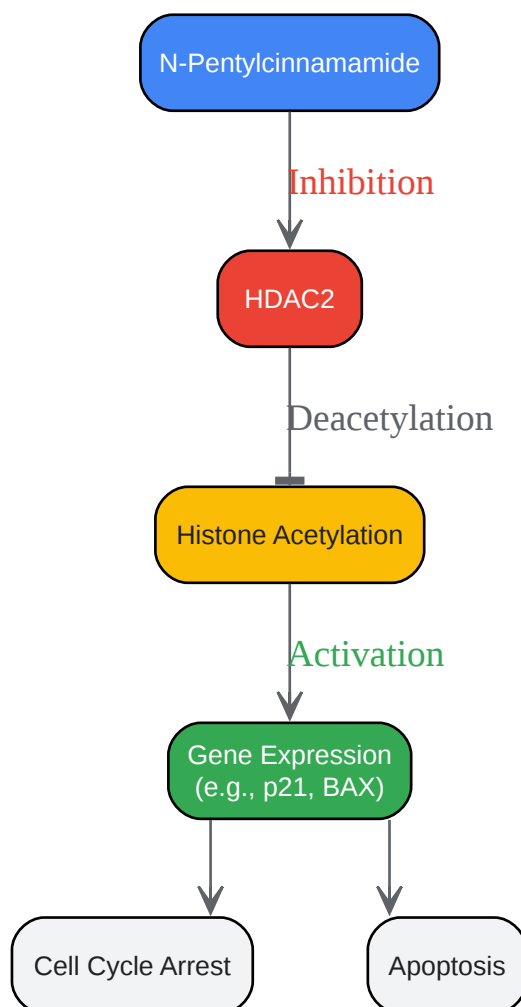 N-Pentylcinnamamide
Inhibition
HDAC2
Deacetylation
Histone Acetylation
Activation
Gene Expression
(e.g., p21, BAX)
Cell Cycle Arrest
Apoptosis